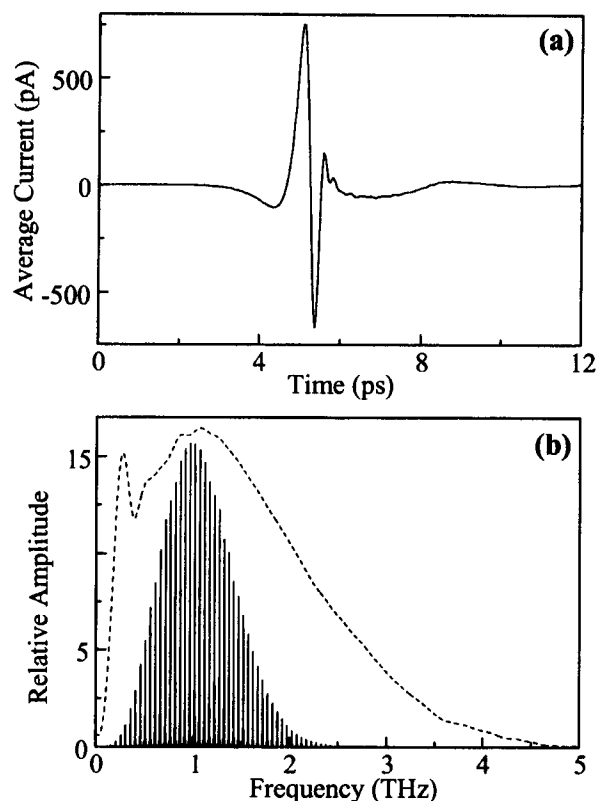 (a)
Average Current (pA)
500
0
-500
0
4
8
12
Time (ps)
(b)
Relative Amplitude
15
5
0
0
1
2
3
4
5
Frequency (THz)